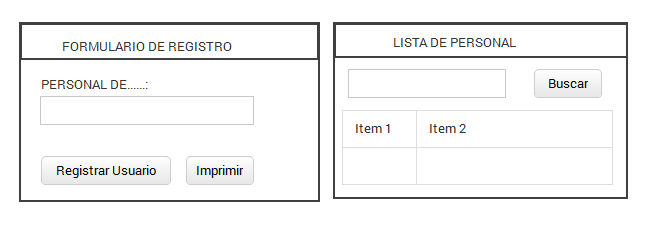 FORMULARIO DE REGISTRO
PERSONAL DE......:
Registrar Usuario
Imprimir
LISTA DE PERSONAL
Buscar
Item 1
Item 2